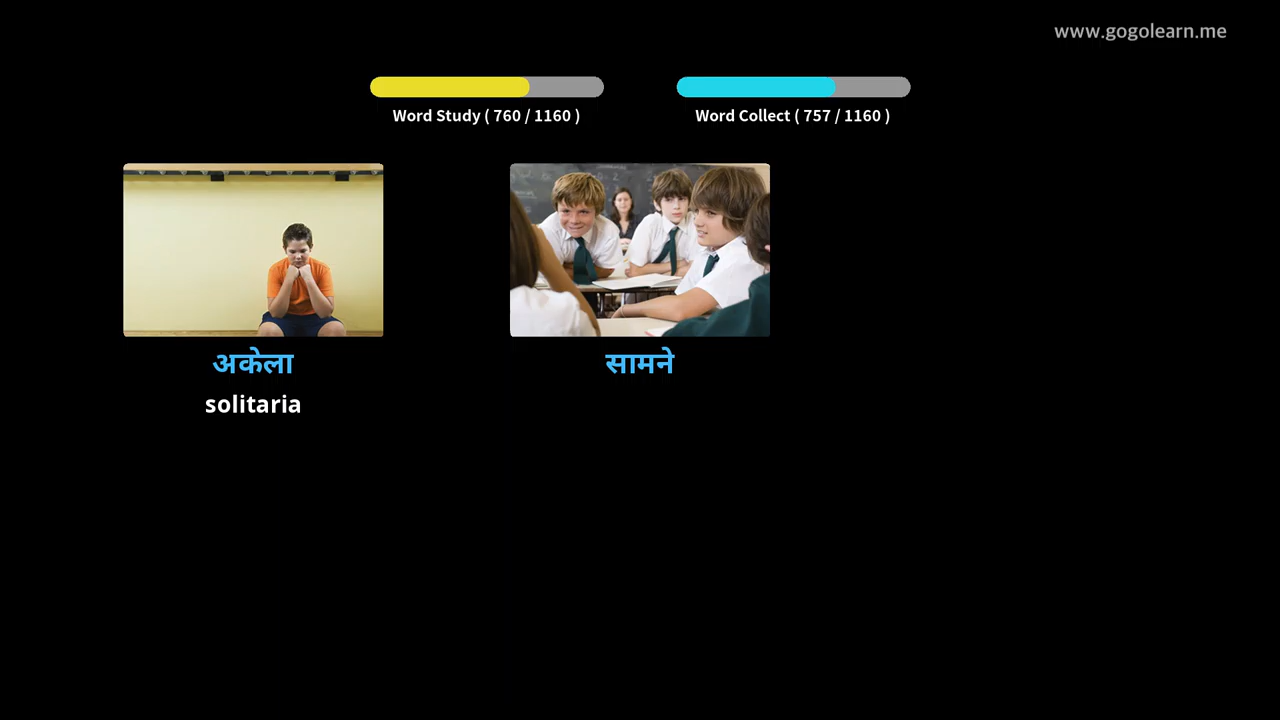 www.gogolearn.me
Word Study ( 760 / 1160 )
Word Collect ( 757 / 1160 )
अकेला
सामने
solitaria